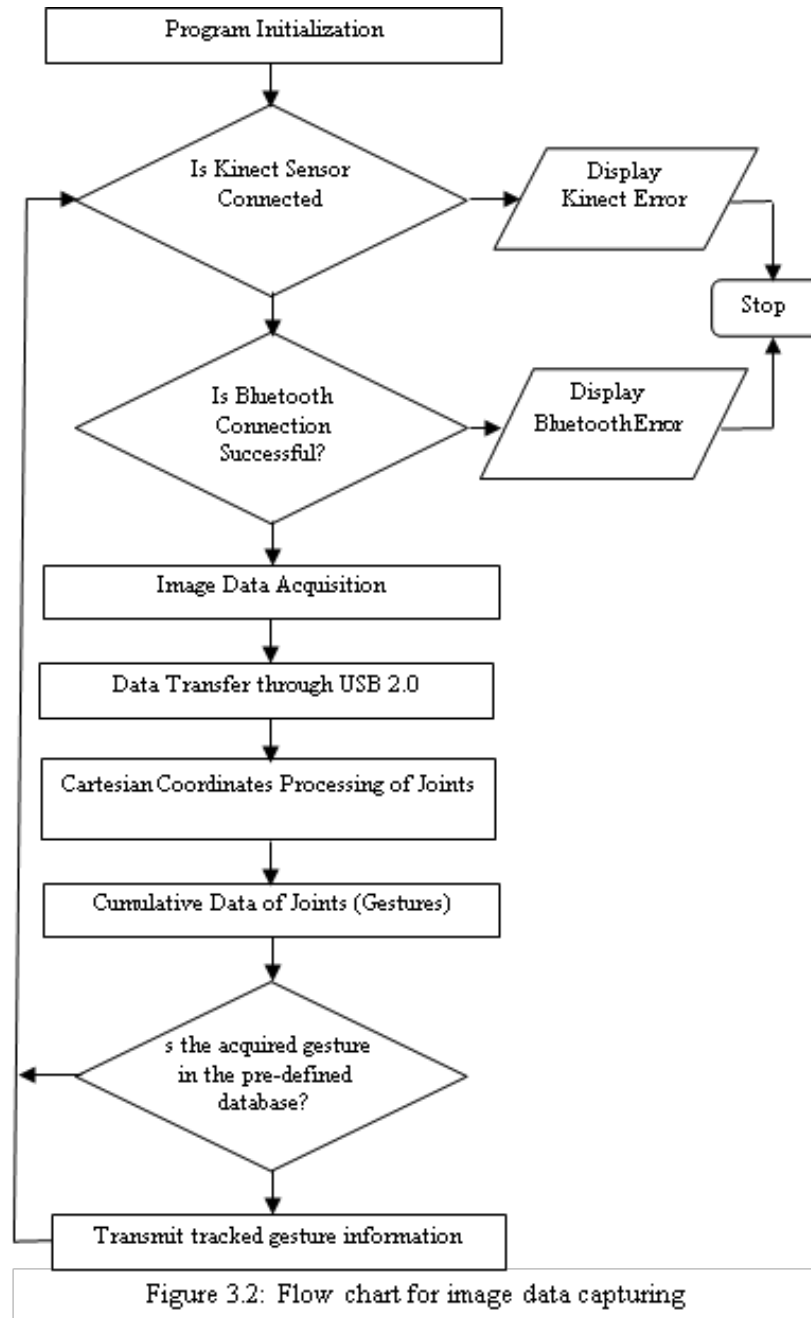 Program Initialization
Is Kinect Sensor
Connected
Display
Kinect Error
Stop
Is Bluetooth
Connection
Successful?
Display
Bluetooth Error
Image Data Acquisition
Data Transfer through USB 2.0
Cartesian Coordinates Processing of Joints
Cumulative Data of Joints (Gestures)
s the acquired gesture
in the pre-defined
database?
Transmit tracked gesture information
Figure 3.2: Flow chart for image data capturing